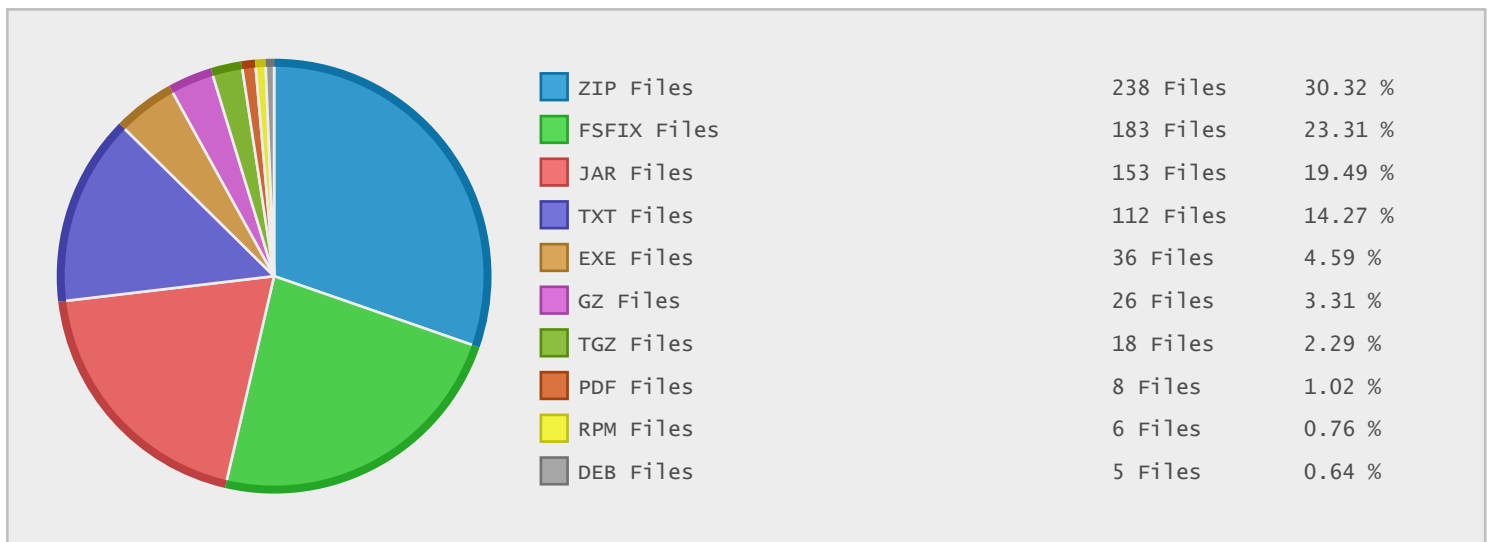 ZIP Files 238 Files 30.32 %
FSFIX Files 183 Files 23.31 %
JAR Files 153 Files 19.49 %
TXT Files 112 Files 14.27 %
EXE Files 36 Files 4.59 %
GZ Files 26 Files 3.31 %
TGZ Files 18 Files 2.29 %
PDF Files 8 Files 1.02 %
RPM Files 6 Files 0.76 %
DEB Files 5 Files 0.64 %